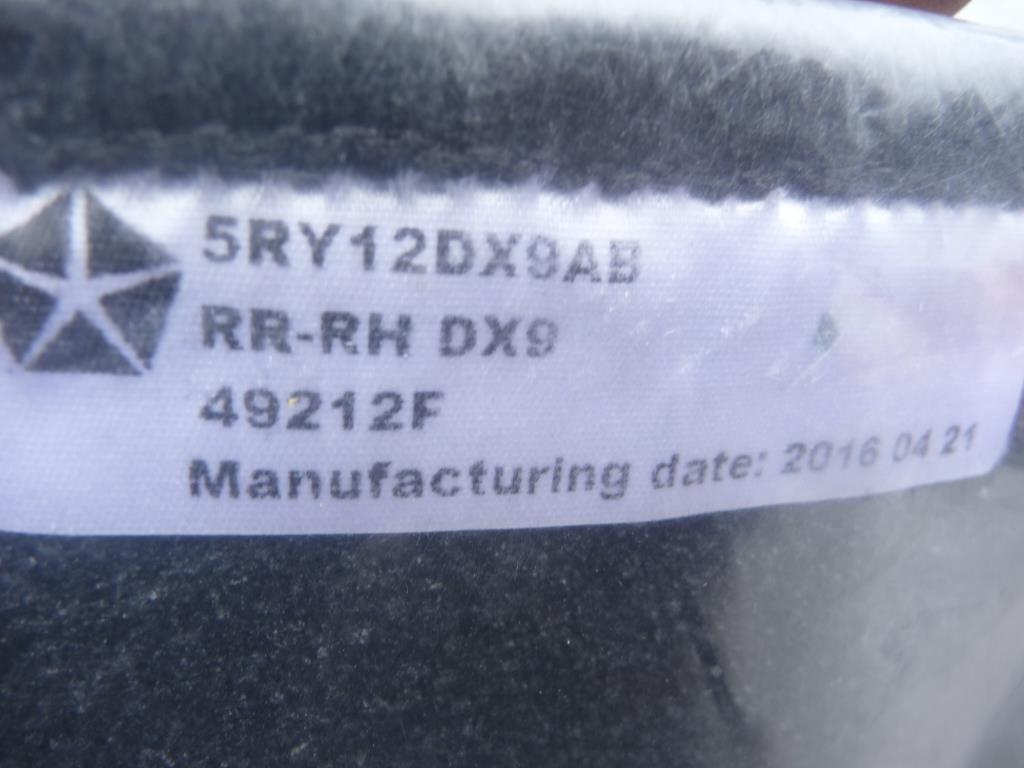 5RY12DX9AB
RR-RH DX9
49212F
Manufacturing date: 2016 04 21